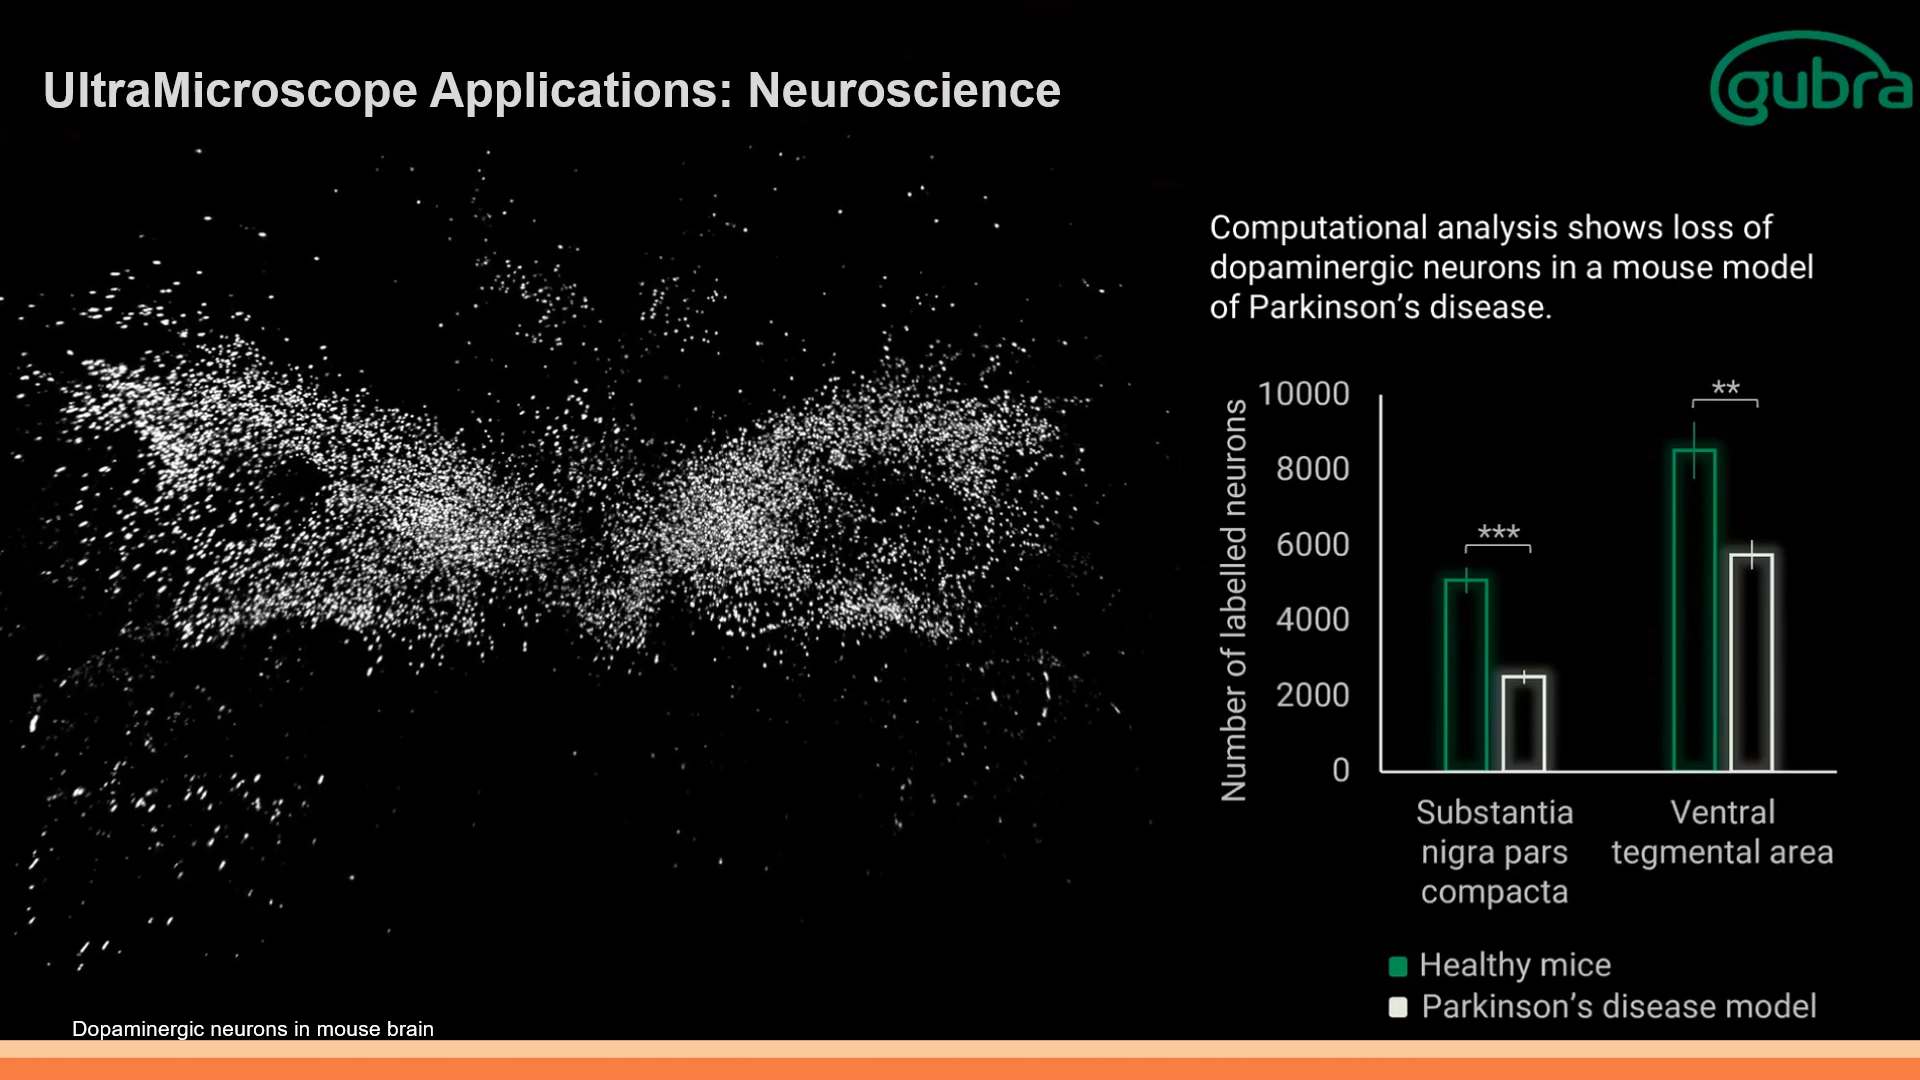 UltraMicroscope Applications: Neuroscience
gubra
Computational analysis shows loss of
dopaminergic neurons in a mouse model
of Parkinson’s disease.
Number of labelled neurons
10000
8000
6000
4000
2000
0
***
**
Substantia
nigra pars
compacta
Ventral
tegmental area
Healthy mice
Parkinson’s disease model
Dopaminergic neurons in mouse brain